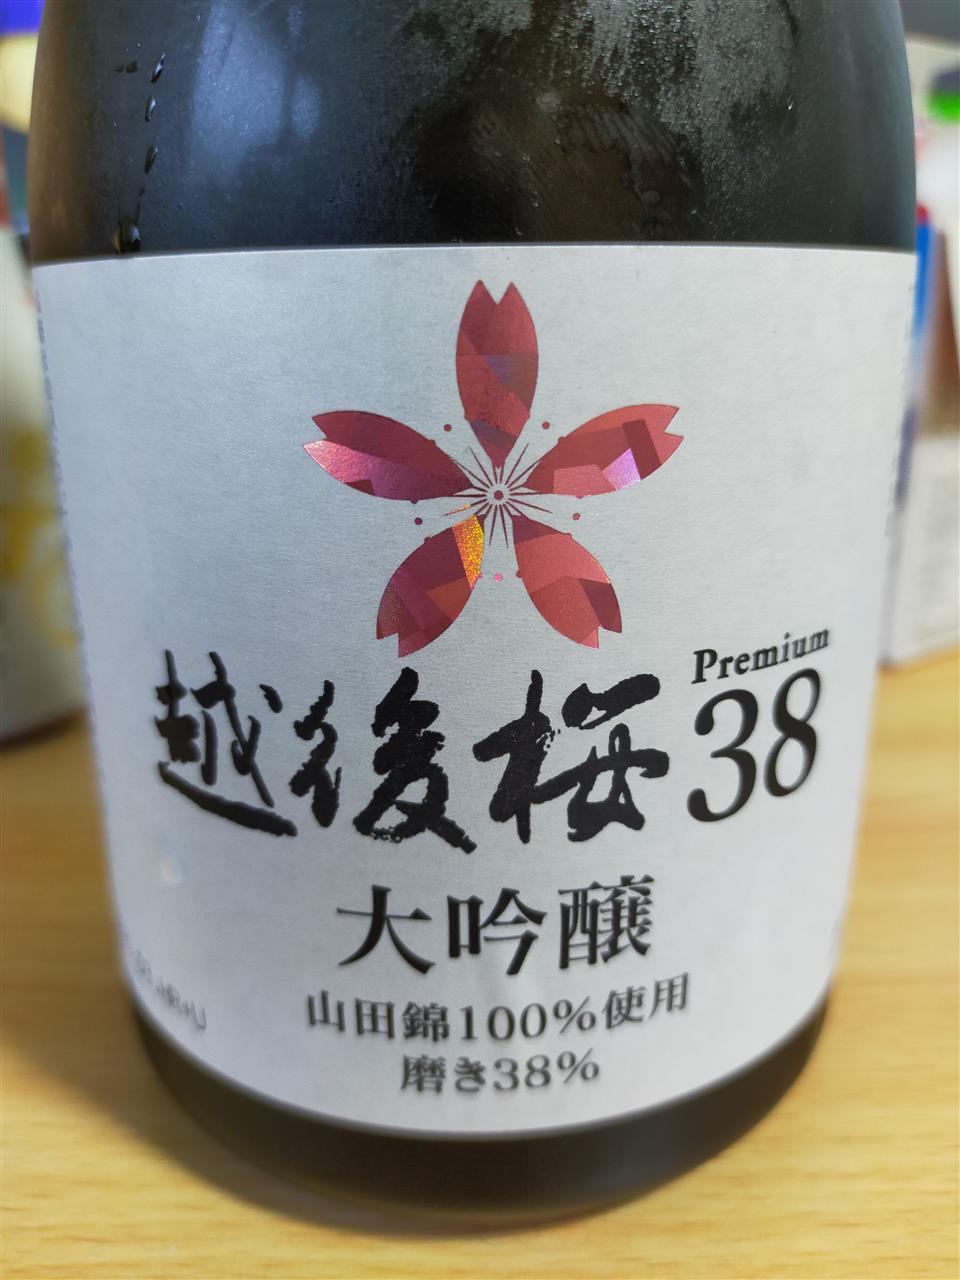 Premium
越後桜 38
大吟醸
山田錦100%使用
磨き38%